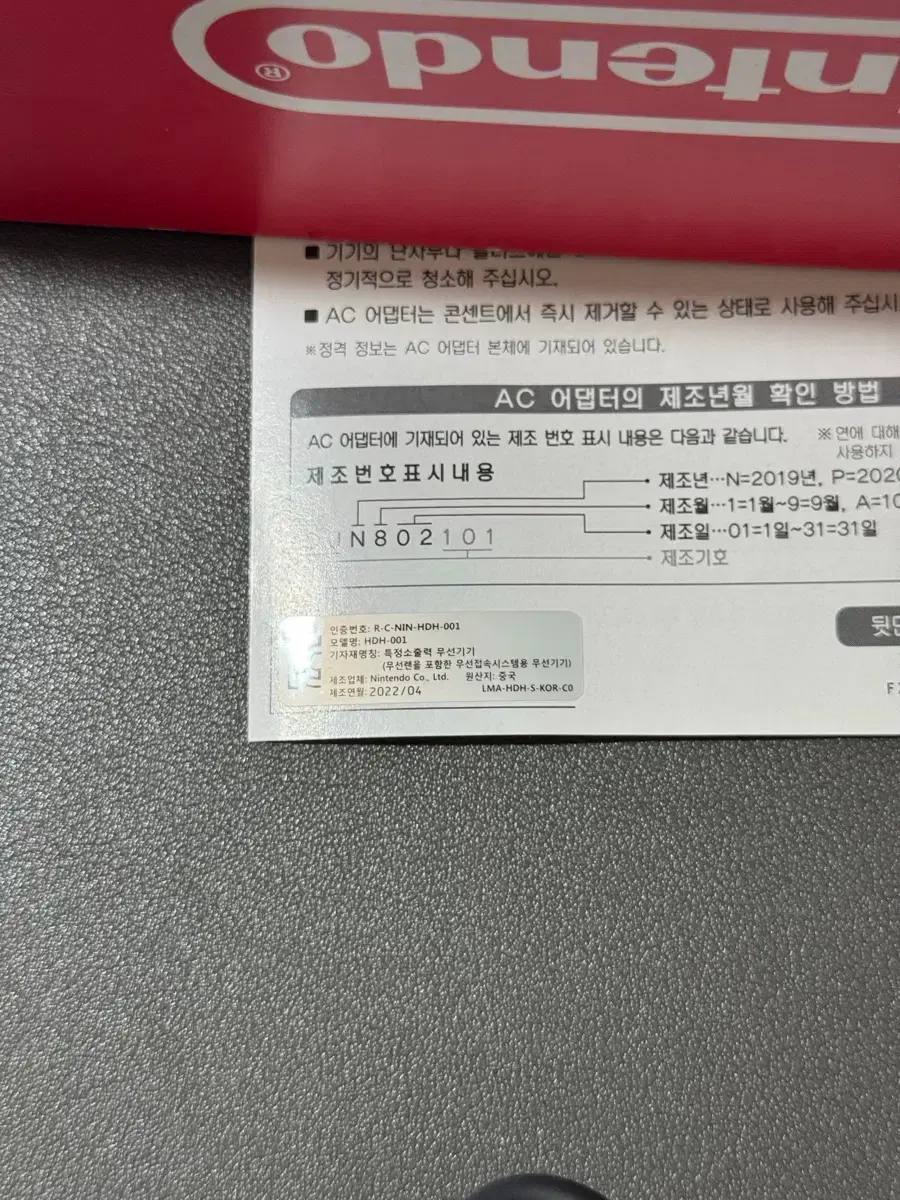 ntendo®
■ 기기의
정기적으로 청소해 주십시오.
■ AC 어댑터는 콘센트에서 즉시 제거할 수 있는 상태로 사용해 주십시
※정격 정보는 AC 어댑터 본체에 기재되어 있습니다.
AC 어댑터의 제조년월 확인 방법
AC 어댑터에 기재되어 있는 제조 번호 표시 내용은 다음과 같습니다.
※연에 대해
사용하지
제조번호표시내용
제조년…N=2019년, P=2020
제조월…1=1월~9=9월, A=10
제조일…01=1일~31=31일
제조기호
N802101
인증번호: R-C-NIN-HDH-001
모델명: HDH-001
기자재명칭: 특정소출력 무선기기
(무선랜을 포함한 무선접속시스템용 무선기기)
제조업체: Nintendo Co., Ltd. 원산지: 중국
제조연월: 2022/04 LMA-HDH-S-KOR-C0
뒷면